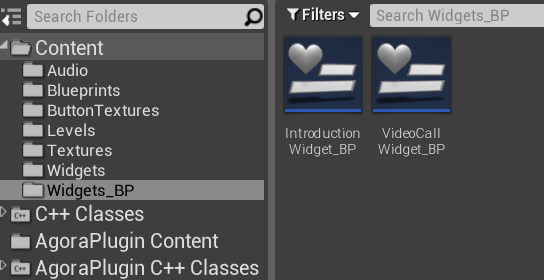 Search Folders
Content
Audio
Blueprints
ButtonTextures
Levels
Textures
Widgets
Widgets_BP
C++ Classes
AgoraPlugin Content
AgoraPlugin C++ Classes
Filters
Search Widgets_BP
Introduction
Widget_BP
VideoCall
Widget_BP